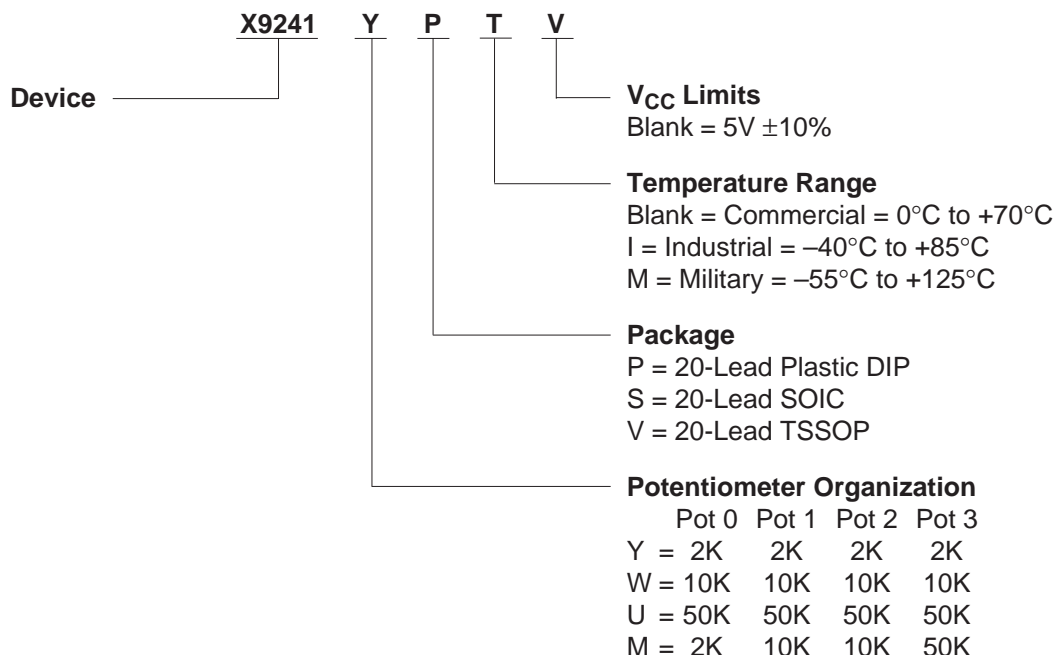 X9241 Y P T V
Device
VCC Limits
Blank = 5V ±10%
Temperature Range
Blank = Commercial = 0°C to +70°C
I = Industrial = –40°C to +85°C
M = Military = –55°C to +125°C
Package
P = 20-Lead Plastic DIP
S = 20-Lead SOIC
V = 20-Lead TSSOP
Potentiometer Organization
Pot 0 Pot 1 Pot 2 Pot 3
Y = 2K 2K 2K 2K
W = 10K 10K 10K 10K
U = 50K 50K 50K 50K
M = 2K 10K 10K 50K